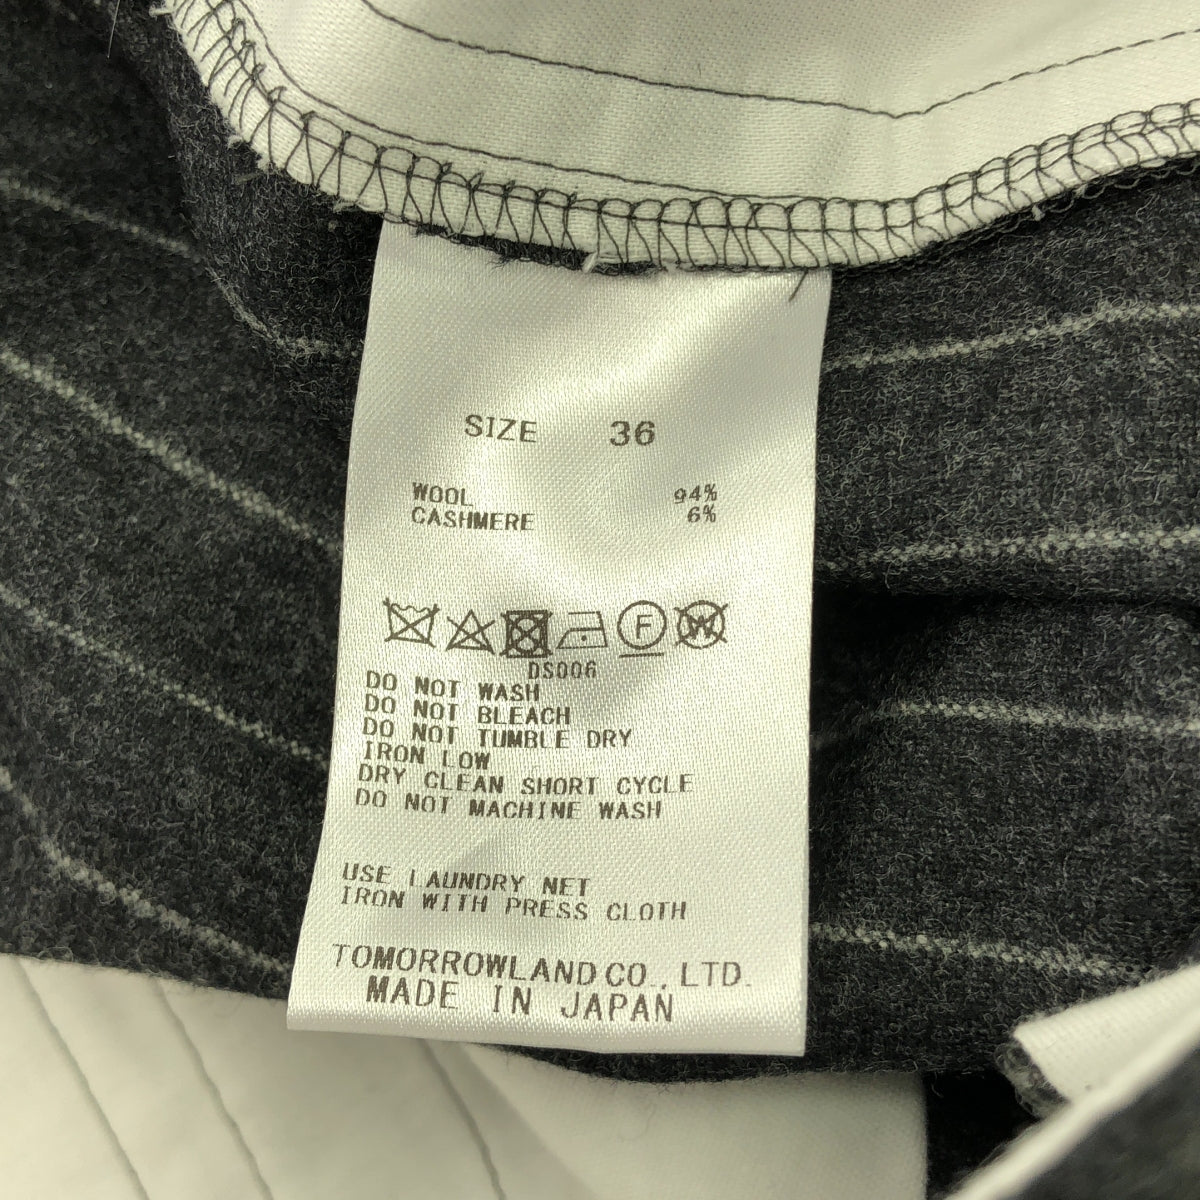 SIZE 36
WOOL 94%
CASHMERE 6%
F W
DS006
DO NOT WASH
DO NOT BLEACH
DO NOT TUMBLE DRY
IRON LOW
DRY CLEAN SHORT CYCLE
DO NOT MACHINE WASH
USE LAUNDRY NET
IRON WITH PRESS CLOTH
TOMORROWLAND CO., LTD.
MADE IN JAPAN